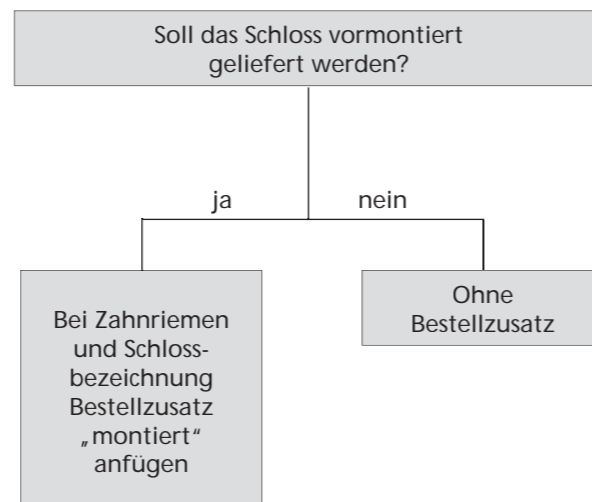 Soll das Schloss vormontiert
geliefert werden?
ja
nein
Bei Zahnriemen
und Schloss-
bezeichnung
Bestellzusatz
„montiert“
anfügen
Ohne
Bestellzusatz